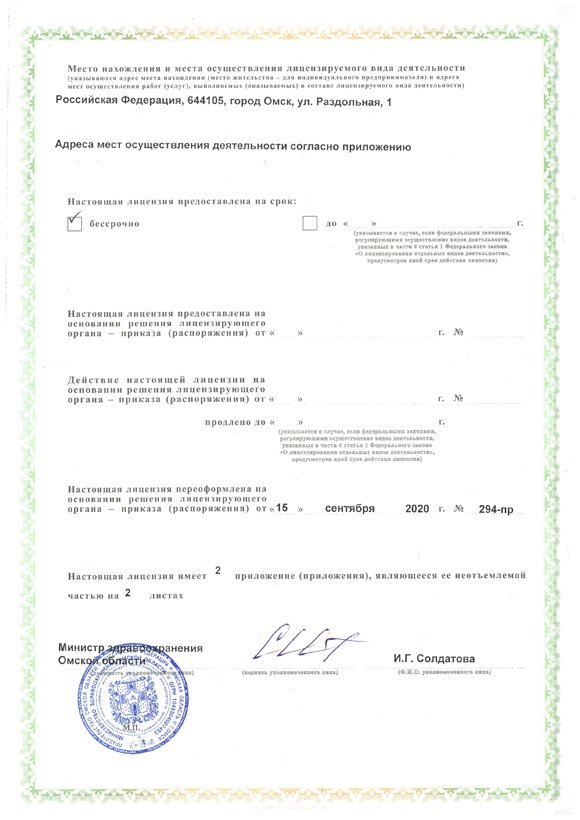 Место нахождения и места осуществления лицензируемого вида деятельности
(указываются адрес места нахождения (место жительства – для индивидуального предпринимателя) и адреса
мест осуществления работ (услуг), выполняемых (оказываемых) в составе лицензируемого вида деятельности)
Российская Федерация, 644105, город Омск, ул. Раздольная, 1
Адреса мест осуществления деятельности согласно приложению
Настоящая лицензия предоставлена на срок:
бессрочно до « » г.
(указывается в случае, если федеральными законами,
регулирующими осуществление видов деятельности,
указанных в части 4 статьи 1 Федерального закона
«О лицензировании отдельных видов деятельности»,
предусмотрен иной срок действия лицензии)
Настоящая лицензия предоставлена на
основании решения лицензирующего
органа – приказа (распоряжения) от « » г. №
Действие настоящей лицензии на
основании решения лицензирующего
органа – приказа (распоряжения) от « » г. №
продлено до « » г.
(указывается в случае, если федеральными законами,
регулирующими осуществление видов деятельности,
указанных в части 4 статьи 1 Федерального закона
«О лицензировании отдельных видов деятельности»,
предусмотрен иной срок действия лицензии)
Настоящая лицензия переоформлена на
основании решения лицензирующего
органа – приказа (распоряжения) от «15 » сентября 2020 г. № 294-пр
Настоящая лицензия имеет 2 приложение (приложения), являющееся ее неотъемлемой
частью на 2 листах
Министр здравоохранения
Омской области И.Г. Солдатова
(должность уполномоченного лица) (подпись уполномоченного лица) (Ф.И.О. уполномоченного лица)
М.П.